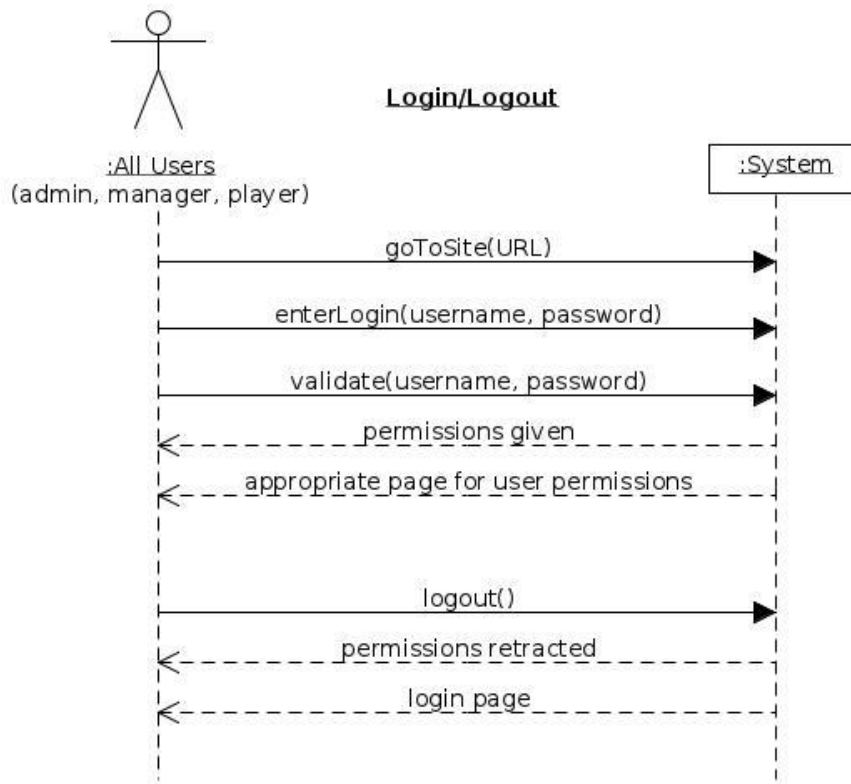 Login/Logout
:All Users
(admin, manager, player)
:System
goToSite(URL)
enterLogin(username, password)
validate(username, password)
permissions given
appropriate page for user permissions
logout()
permissions retracted
login page